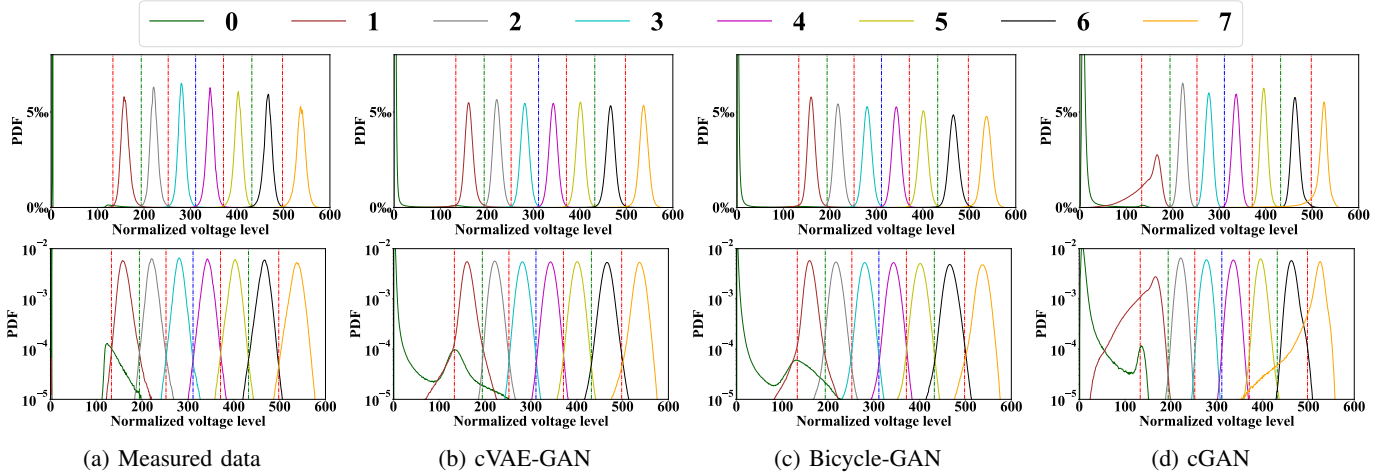 0 1 2 3 4 5 6 7
PDF
5‰
0‰
0 100 200 300 400 500 600
Normalized voltage level
PDF
5‰
0‰
0 100 200 300 400 500 600
Normalized voltage level
PDF
5‰
0‰
0 100 200 300 400 500 600
Normalized voltage level
PDF
5‰
0‰
0 100 200 300 400 500 600
Normalized voltage level
PDF
10⁻²
10⁻³
10⁻⁴
10⁻⁵
0 100 200 300 400 500 600
Normalized voltage level
PDF
10⁻²
10⁻³
10⁻⁴
10⁻⁵
0 100 200 300 400 500 600
Normalized voltage level
PDF
10⁻²
10⁻³
10⁻⁴
10⁻⁵
0 100 200 300 400 500 600
Normalized voltage level
PDF
10⁻²
10⁻³
10⁻⁴
10⁻⁵
0 100 200 300 400 500 600
Normalized voltage level
(a) Measured data
(b) cVAE-GAN
(c) Bicycle-GAN
(d) cGAN